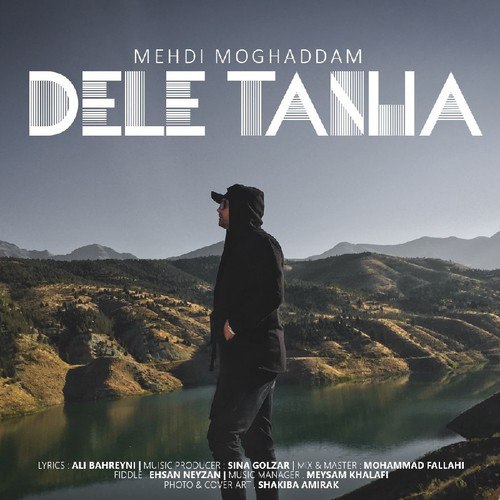 MEHDI MOGHADDAM
DELE TANHA
LYRICS : ALI BAHREYNI | MUSIC PRODUCER : SINA GOLZAR | MIX & MASTER : MOHAMMAD FALLAHI
FIDDLE : EHSAN NEYZAN | MUSIC MANAGER : MEYSAM KHALAFI
PHOTO & COVER ART : SHAKIBA AMIRAK